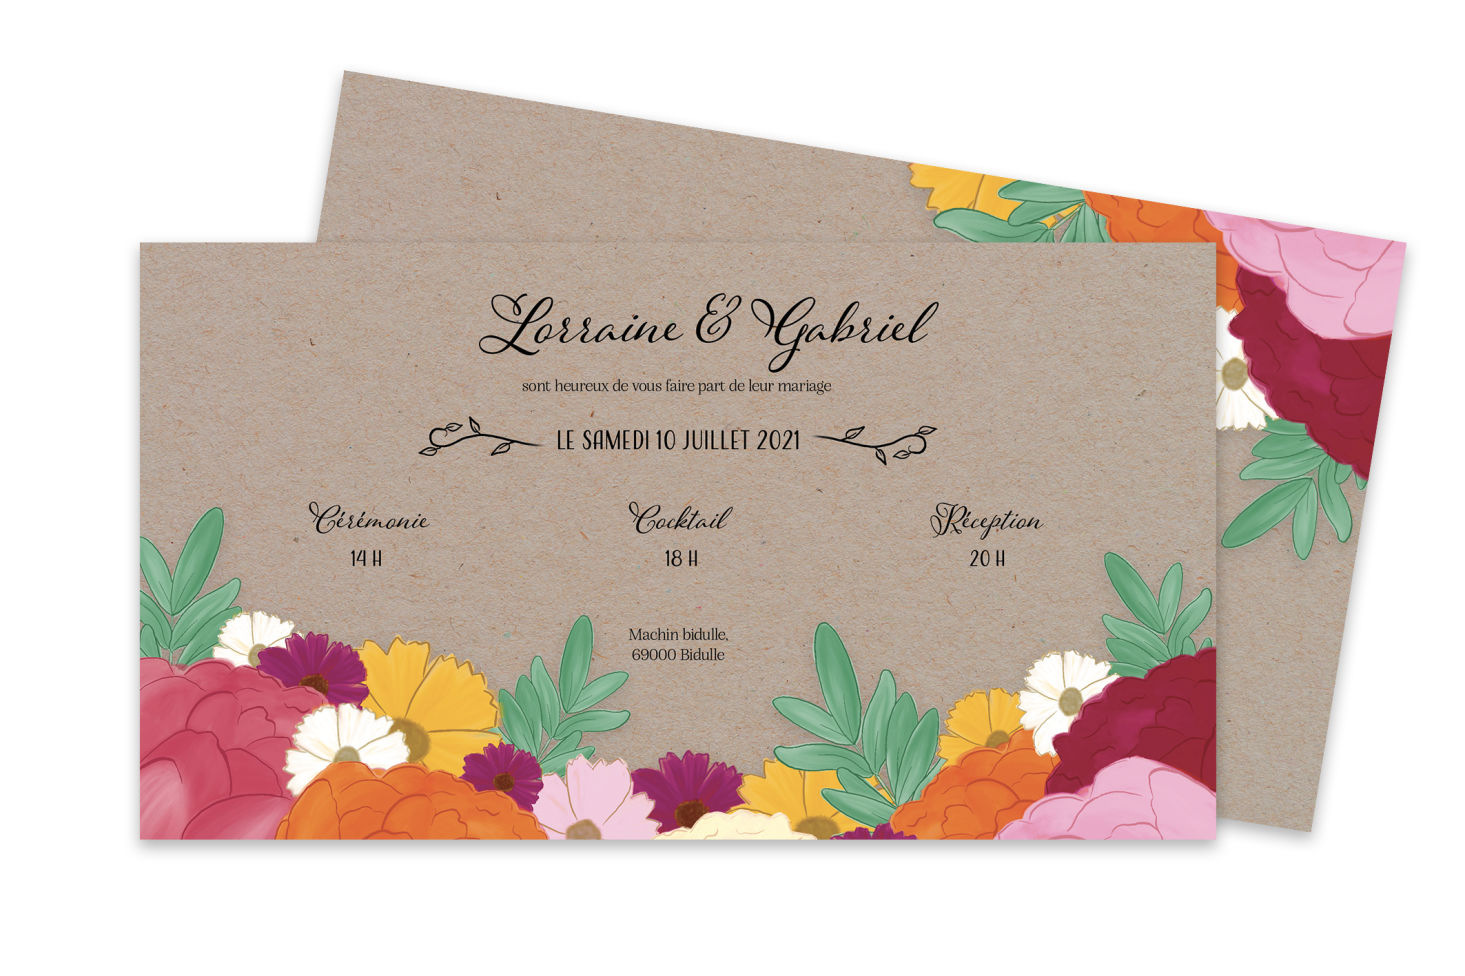 Lorraine & Gabriel
sont heureux de vous faire part de leur mariage
LE SAMEDI 10 JUILLET 2021
Cérémonie
14 H
Cocktail
18 H
Réception
20 H
Machin bidulle,
69000 Bidulle